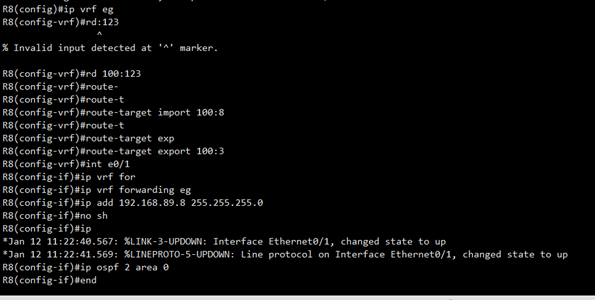 R8(config)#ip vrf eg
R8(config-vrf)#rd:123
^
% Invalid input detected at '^' marker.
R8(config-vrf)#rd 100:123
R8(config-vrf)#route-
R8(config-vrf)#route-t
R8(config-vrf)#route-target import 100:8
R8(config-vrf)#route-t
R8(config-vrf)#route-target exp
R8(config-vrf)#route-target export 100:3
R8(config-vrf)#int e0/1
R8(config-if)#ip vrf for
R8(config-if)#ip vrf forwarding eg
R8(config-if)#ip add 192.168.89.8 255.255.255.0
R8(config-if)#no sh
R8(config-if)#ip
*Jan 12 11:22:40.567: %LINK-3-UPDOWN: Interface Ethernet0/1, changed state to up
*Jan 12 11:22:41.569: %LINEPROTO-5-UPDOWN: Line protocol on Interface Ethernet0/1, changed state to up
R8(config-if)#ip ospf 2 area 0
R8(config-if)#end